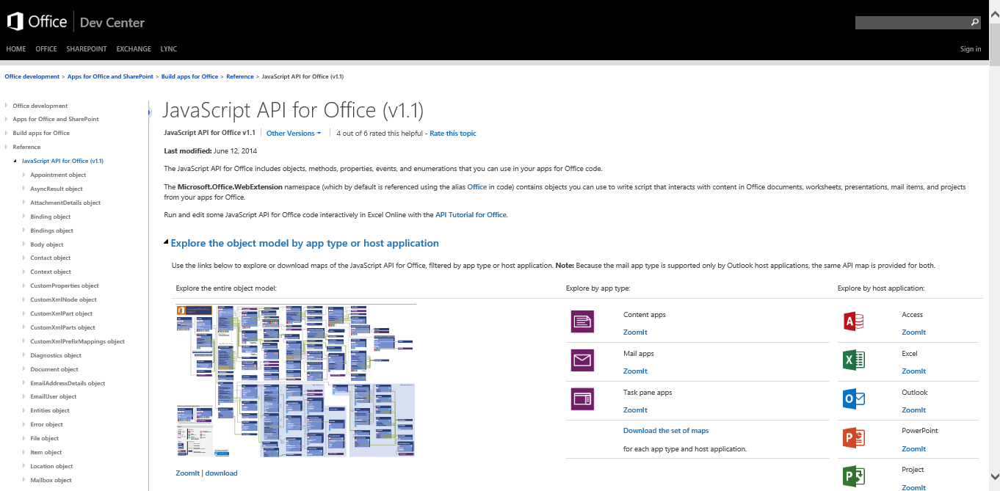 Office Dev Center
HOME OFFICE SHAREPOINT EXCHANGE LYNC
Sign in
Office development > Apps for Office and SharePoint > Build apps for Office > Reference > JavaScript API for Office (v1.1)
Office development
Apps for Office and SharePoint
Build apps for Office
Reference
JavaScript API for Office (v1.1)
Appointment object
AsyncResult object
AttachmentDetails object
Binding object
Bindings object
Body object
Contact object
Context object
CustomProperties object
CustomXmlNode object
CustomXmlPart object
CustomXmlParts object
CustomXmlPrefixMappings object
Diagnostics object
Document object
EmailAddressDetails object
EmailUser object
Entities object
Error object
File object
Item object
Location object
Mailbox object
JavaScript API for Office (v1.1)
JavaScript API for Office v1.1 Other Versions 4 out of 6 rated this helpful - Rate this topic
Last modified: June 12, 2014
The JavaScript API for Office includes objects, methods, properties, events, and enumerations that you can use in your apps for Office code.
The Microsoft.Office.WebExtension namespace (which by default is referenced using the alias Office in code) contains objects you can use to write script that interacts with content in Office documents, worksheets, presentations, mail items, and projects
from your apps for Office.
Run and edit some JavaScript API for Office code interactively in Excel Online with the API Tutorial for Office.
Explore the object model by app type or host application
Use the links below to explore or download maps of the JavaScript API for Office, filtered by app type or host application. Note: Because the mail app type is supported only by Outlook host applications, the same API map is provided for both.
Explore the entire object model:
ZoomIt | download
Explore by app type:
Content apps
ZoomIt
Mail apps
ZoomIt
Task pane apps
ZoomIt
Download the set of maps
for each app type and host application.
Explore by host application:
Access
ZoomIt
Excel
ZoomIt
Outlook
ZoomIt
PowerPoint
ZoomIt
Project
ZoomIt